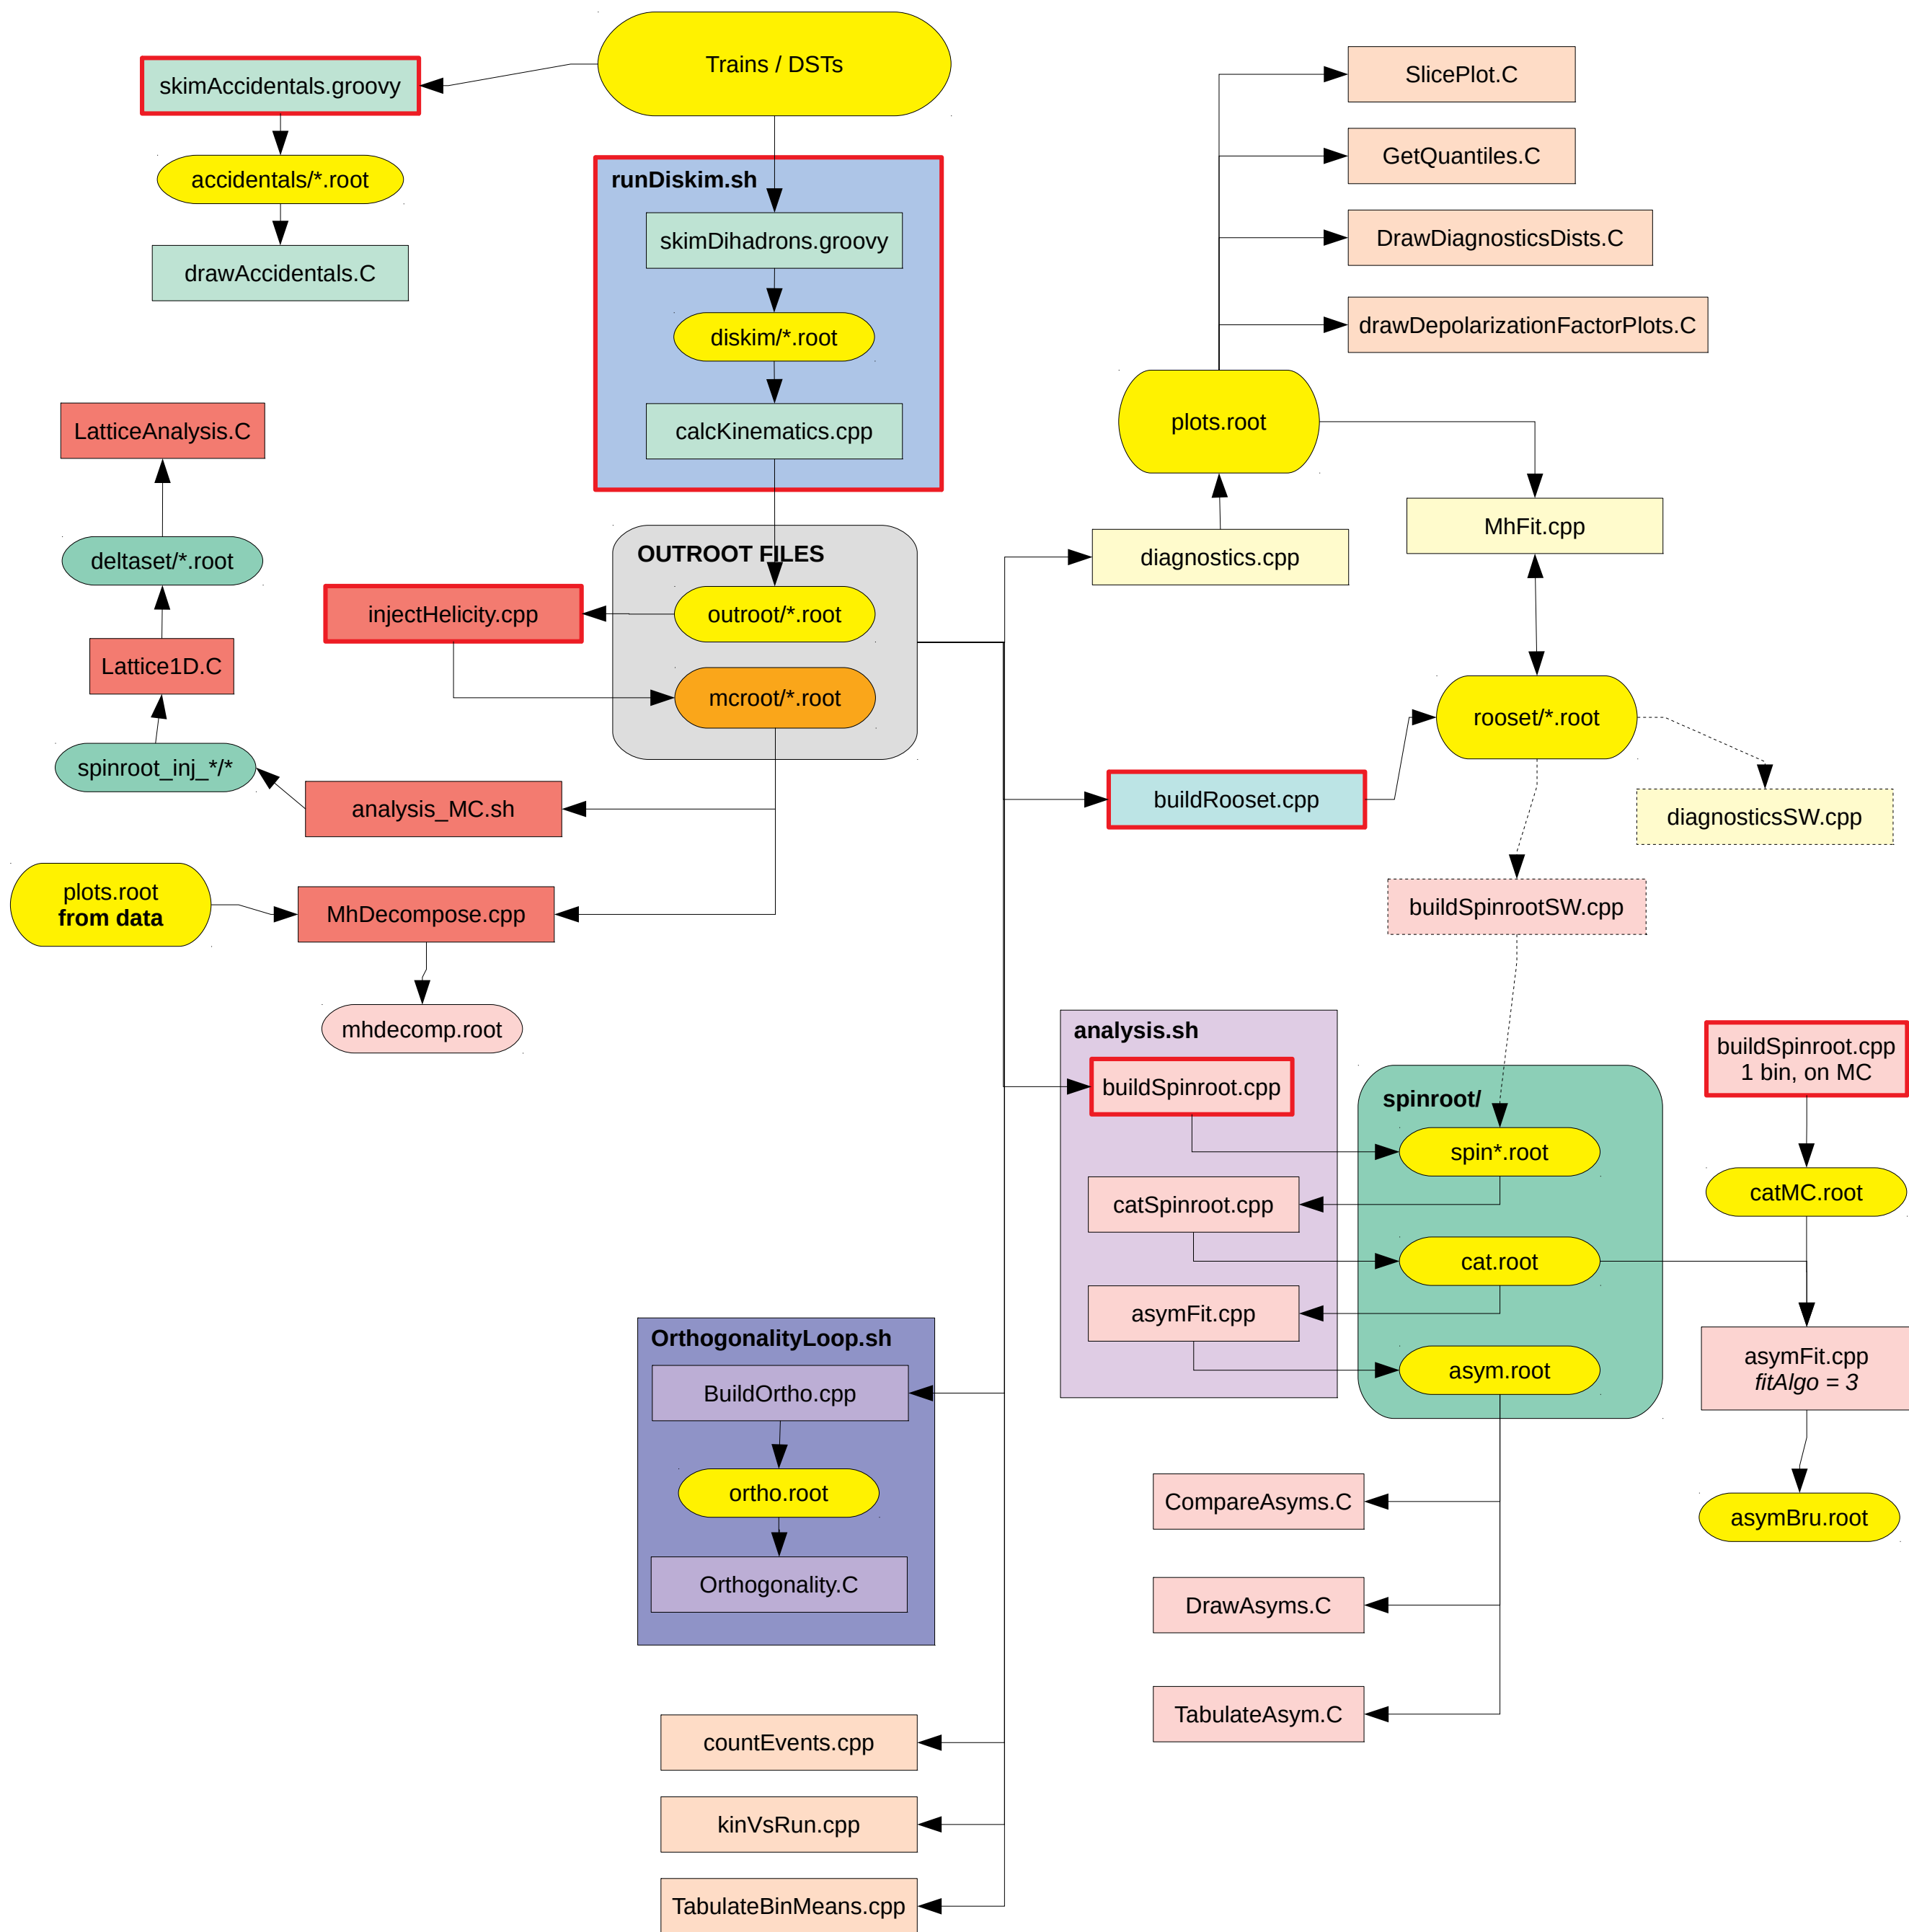 Trains / DSTs
skimAccidentals.groovy
accidentals/*.root
drawAccidentals.C
runDiskim.sh
skimDihadrons.groovy
diskim/*.root
calcKinematics.cpp
SlicePlot.C
GetQuantiles.C
DrawDiagnosticsDists.C
drawDepolarizationFactorPlots.C
plots.root
MhFit.cpp
diagnostics.cpp
LatticeAnalysis.C
deltaset/*.root
Lattice1D.C
spinroot_inj_*/*
OUTROOT FILES
outroot/*.root
mcroot/*.root
injectHelicity.cpp
analysis_MC.sh
plots.root
from data
MhDecompose.cpp
mhdecomp.root
rooset/*.root
buildRooset.cpp
diagnosticsSW.cpp
buildSpinrootSW.cpp
analysis.sh
buildSpinroot.cpp
catSpinroot.cpp
asymFit.cpp
spinroot/
spin*.root
cat.root
asym.root
buildSpinroot.cpp
1 bin, on MC
catMC.root
asymFit.cpp
fitAlgo = 3
asymBru.root
OrthogonalityLoop.sh
BuildOrtho.cpp
ortho.root
Orthogonality.C
CompareAsyms.C
DrawAsyms.C
TabulateAsym.C
countEvents.cpp
kinVsRun.cpp
TabulateBinMeans.cpp